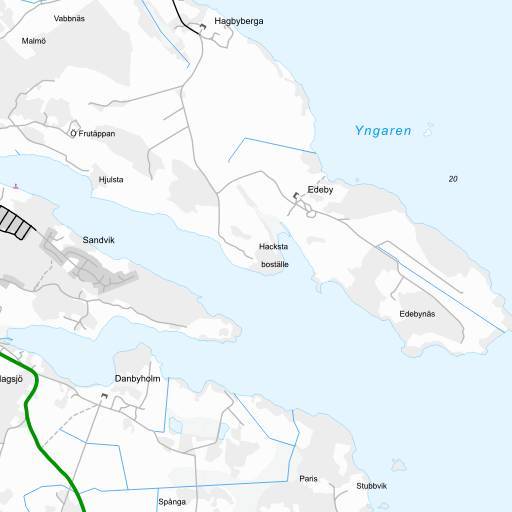 Vabbnäs
Hagbyberga
Malmö
Yngaren
Ö Frutäppan
20
Hjulsta
Edeby
Sandvik
Hacksta
boställe
Edebynäs
lagsjö
Danbyholm
Paris
Stubbvik
Spånga